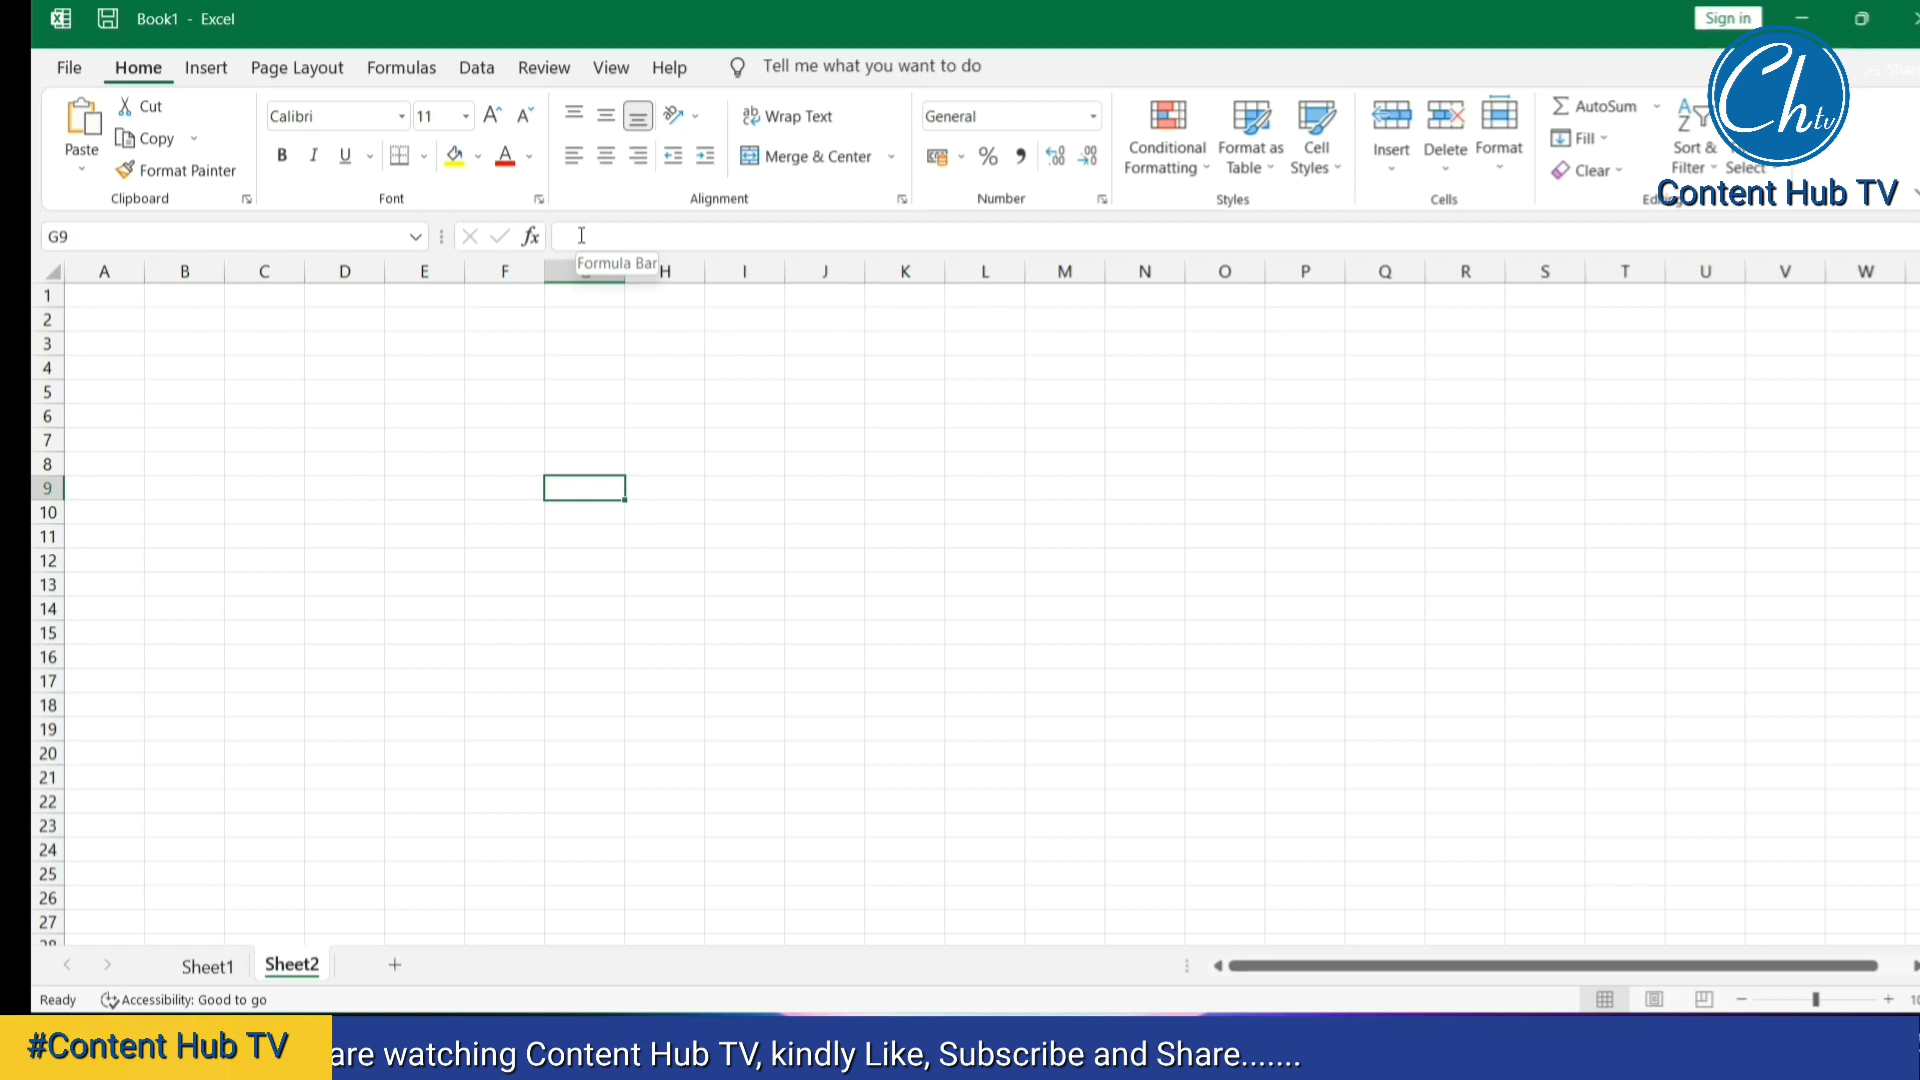 Book1 - Excel
Sign in
File Home Insert Page Layout Formulas Data Review View Help Tell me what you want to do
Paste
Cut
Copy
Format Painter
Clipboard
Calibri 11
B I U
Font
Wrap Text
Merge & Center
Alignment
General
Number
Conditional Formatting
Format as Table
Cell Styles
Styles
Insert Delete Format
Cells
AutoSum
Fill
Clear
Sort & Filter
Select
Ch tv
Content Hub TV
G9
fx
Formula Bar
A B C D E F H I J K L M N O P Q R S T U V W
1
2
3
4
5
6
7
8
9
10
11
12
13
14
15
16
17
18
19
20
21
22
23
24
25
26
27
28
Sheet1 Sheet2
Ready Accessibility: Good to go
#Content Hub TV
are watching Content Hub TV, kindly Like, Subscribe and Share.......